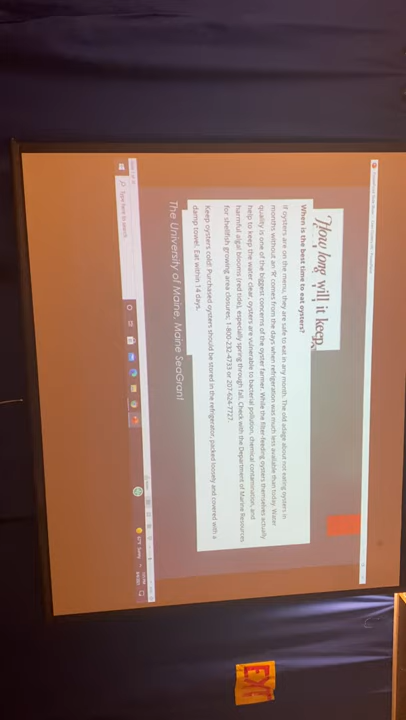 How long will it keep
When is the best time to eat oysters?
If oysters are on the menu, they are safe to eat in any month. The old adage about not eating oysters in
months without an 'R' comes from the days when refrigeration was much less available than today. Water
quality is one of the biggest concerns of the oyster farmer. While the filter-feeding oysters themselves actually
help to keep the water clear, oysters are vulnerable to bacterial pollution, chemical contamination, and
harmful algal blooms (red tide), especially spring through fall. Check with the Department of Marine Resources
for shellfish growing area closures, 1-800-232-4733 or 207-624-7727.
Keep oysters cold! Purchased oysters should be stored in the refrigerator, packed loosely and covered with a
damp towel. Eat within 14 days.
The University of Maine, Maine SeaGrant
Type here to search
EXIT